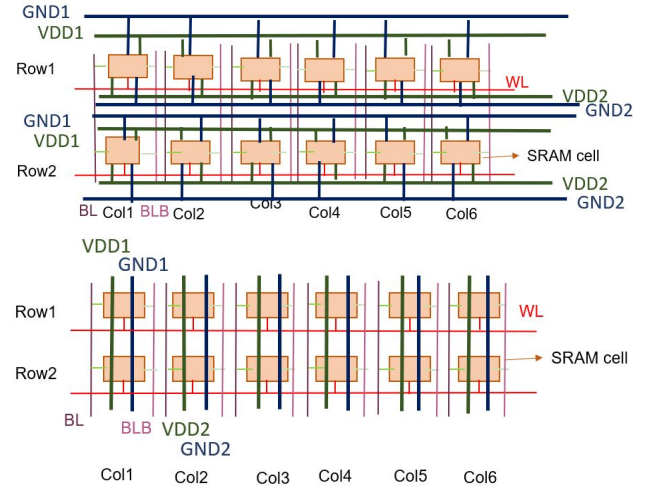 GND1
VDD1
Row1
WL
VDD2
GND2
GND1
VDD1
SRAM cell
Row2
VDD2
GND2
BL Col1 BLB Col2 Col3 Col4 Col5 Col6
VDD1
GND1
Row1
WL
SRAM cell
Row2
BL
BLB
VDD2
GND2
Col1 Col2 Col3 Col4 Col5 Col6